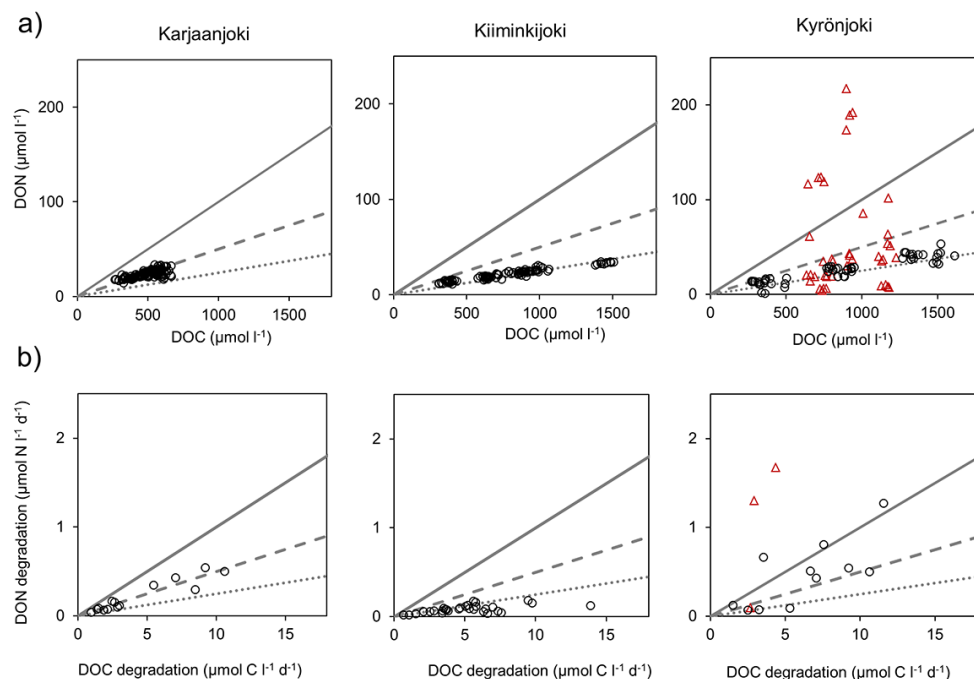 a)
Karjaanjoki
Kiiminkijoki
Kyrönjoki
DON (µmol l⁻¹)
200
100
0
0 500 1000 1500
DOC (µmol l⁻¹)
200
100
0
0 500 1000 1500
DOC (µmol l⁻¹)
200
100
0
0 500 1000 1500
DOC (µmol l⁻¹)
b)
DON degradation (µmol N l⁻¹ d⁻¹)
2
1
0
0 5 10 15
DOC degradation (µmol C l⁻¹ d⁻¹)
2
1
0
0 5 10 15
DOC degradation (µmol C l⁻¹ d⁻¹)
2
1
0
0 5 10 15
DOC degradation (µmol C l⁻¹ d⁻¹)